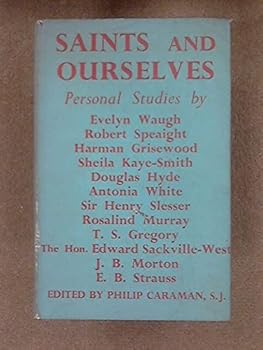 SAINTS AND
OURSELVES
Personal Studies by
Evelyn Waugh
Robert Speaight
Harman Grisewood
Sheila Kaye-Smith
Douglas Hyde
Antonia White
Sir Henry Slesser
Rosalind Murray
T. S. Gregory
The Hon. Edward Sackville-West
J. B. Morton
E. B. Strauss
EDITED BY PHILIP CARAMAN, S.J.